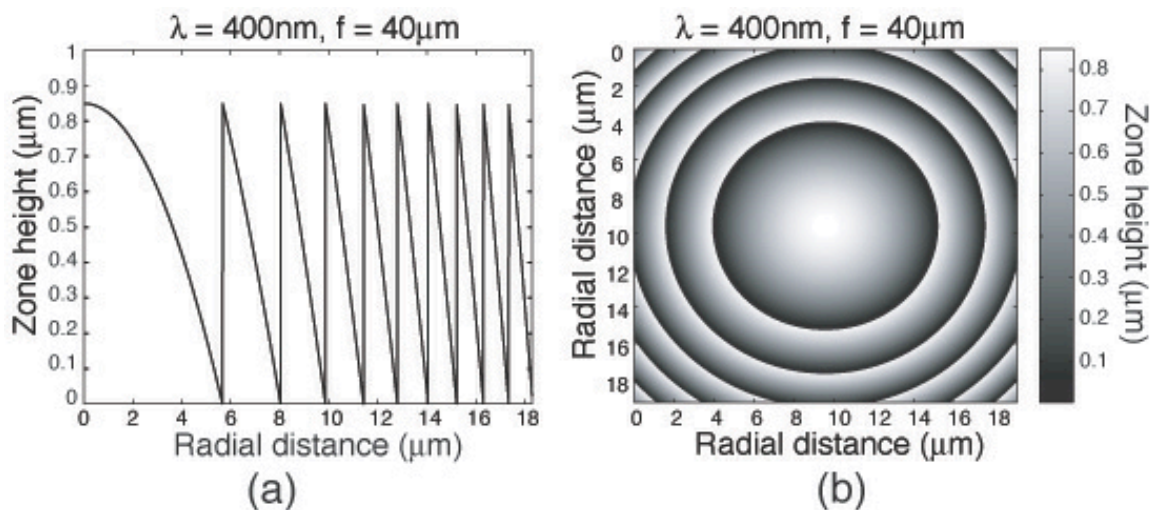 λ = 400nm, f = 40μm
1
0.9
0.8
0.7
0.6
0.5
0.4
0.3
0.2
0.1
0
Zone height (μm)
0 2 4 6 8 10 12 14 16 18
Radial distance (μm)
(a)
λ = 400nm, f = 40μm
0
2
4
6
8
10
12
14
16
18
Radial distance (μm)
0 2 4 6 8 10 12 14 16 18
Radial distance (μm)
0.8
0.7
0.6
0.5
0.4
0.3
0.2
0.1
Zone height (μm)
(b)